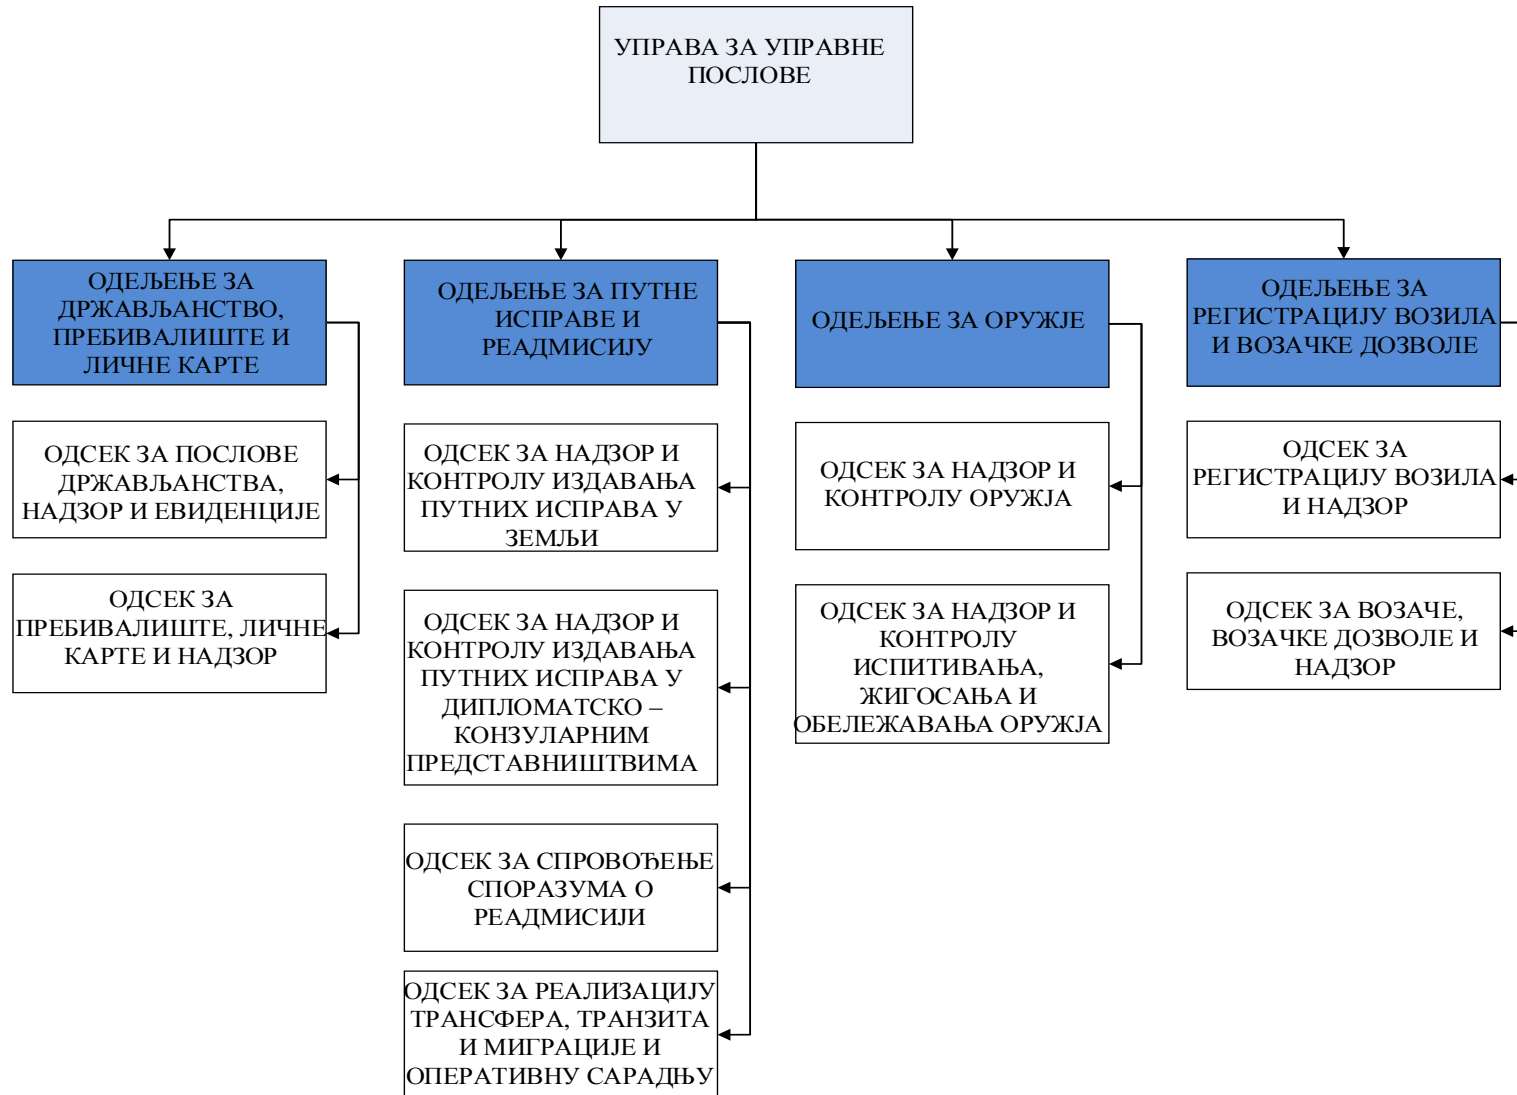 УПРАВА ЗА УПРАВНЕ
ПОСЛОВЕ
ОДЕЉЕЊЕ ЗА
ДРЖАВЉАНСТВО,
ПРЕБИВАЛИШТЕ И
ЛИЧНЕ КАРТЕ
ОДСЕК ЗА ПОСЛОВЕ
ДРЖАВЉАНСТВА,
НАДЗОР И ЕВИДЕНЦИЈЕ
ОДСЕК ЗА
ПРЕБИВАЛИШТЕ, ЛИЧНЕ
КАРТЕ И НАДЗОР
ОДЕЉЕЊЕ ЗА ПУТНЕ
ИСПРАВЕ И
РЕАДМИСИЈУ
ОДСЕК ЗА НАДЗОР И
КОНТРОЛУ ИЗДАВАЊА
ПУТНИХ ИСПРАВА У
ЗЕМЉИ
ОДСЕК ЗА НАДЗОР И
КОНТРОЛУ ИЗДАВАЊА
ПУТНИХ ИСПРАВА У
ДИПЛОМАТСКО –
КОНЗУЛАРНИМ
ПРЕДСТАВНИШТВИМА
ОДСЕК ЗА СПРОВОЂЕЊЕ
СПОРАЗУМА О
РЕАДМИСИЈИ
ОДСЕК ЗА РЕАЛИЗАЦИЈУ
ТРАНСФЕРА, ТРАНЗИТА
И МИГРАЦИЈЕ И
ОПЕРАТИВНУ САРАДЊУ
ОДЕЉЕЊЕ ЗА ОРУЖЈЕ
ОДСЕК ЗА НАДЗОР И
КОНТРОЛУ ОРУЖЈА
ОДСЕК ЗА НАДЗОР И
КОНТРОЛУ
ИСПИТИВАЊА,
ЖИГОСАЊА И
ОБЕЛЕЖАВАЊА ОРУЖЈА
ОДЕЉЕЊЕ ЗА
РЕГИСТРАЦИЈУ ВОЗИЛА
И ВОЗАЧКЕ ДОЗВОЛЕ
ОДСЕК ЗА
РЕГИСТРАЦИЈУ ВОЗИЛА
И НАДЗОР
ОДСЕК ЗА ВОЗАЧЕ,
ВОЗАЧКЕ ДОЗВОЛЕ И
НАДЗОР